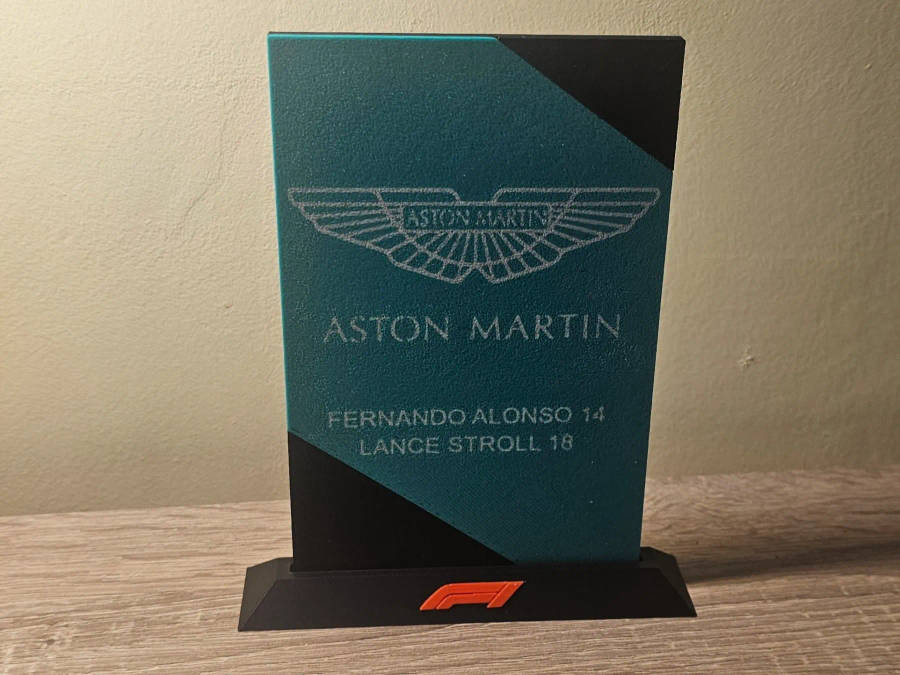 ASTON MARTIN
ASTON MARTIN
FERNANDO ALONSO 14
LANCE STROLL 18
F1